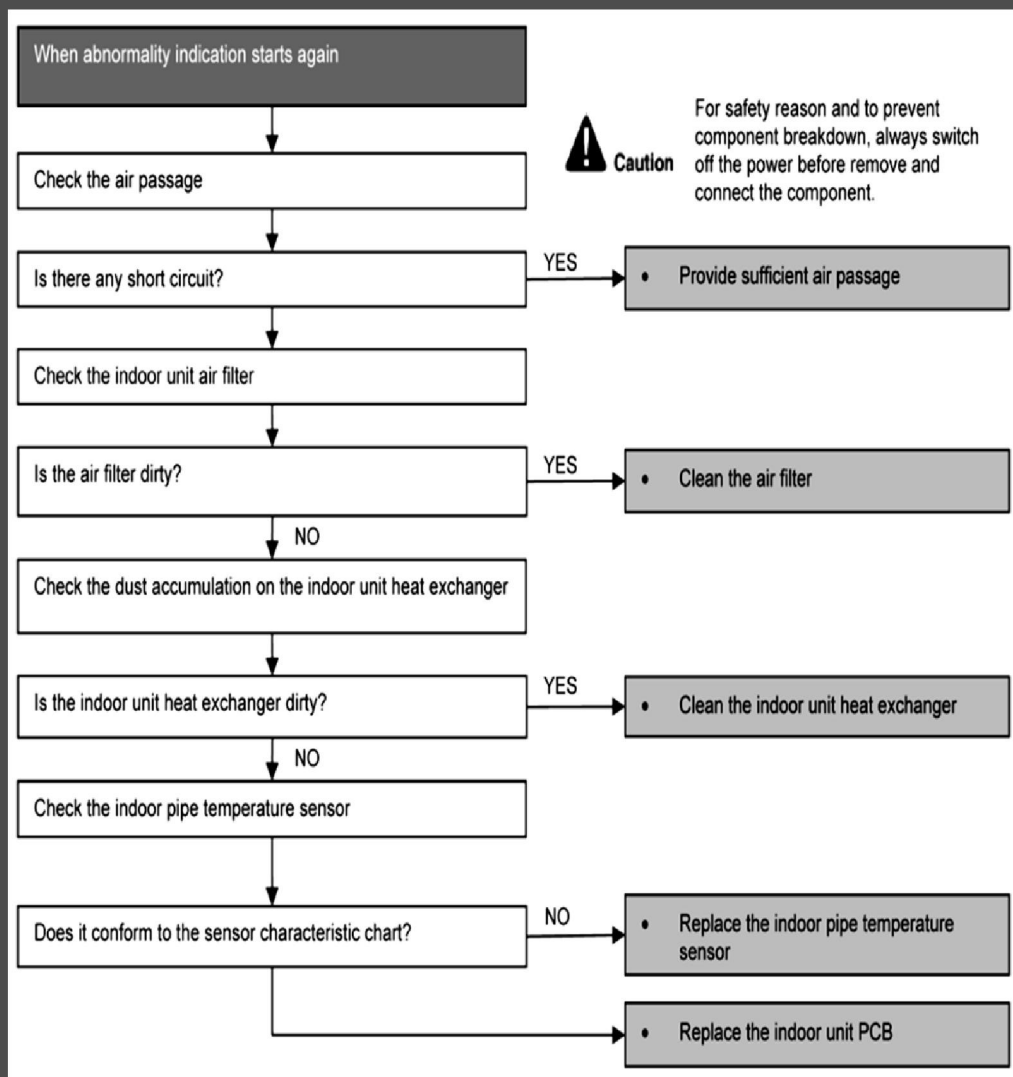 When abnormality indication starts again
For safety reason and to prevent
component breakdown, always switch
off the power before remove and
connect the component.
Caution
Check the air passage
Is there any short circuit?
YES
• Provide sufficient air passage
Check the indoor unit air filter
Is the air filter dirty?
YES
• Clean the air filter
NO
Check the dust accumulation on the indoor unit heat exchanger
Is the indoor unit heat exchanger dirty?
YES
• Clean the indoor unit heat exchanger
NO
Check the indoor pipe temperature sensor
Does it conform to the sensor characteristic chart?
NO
• Replace the indoor pipe temperature
sensor
• Replace the indoor unit PCB